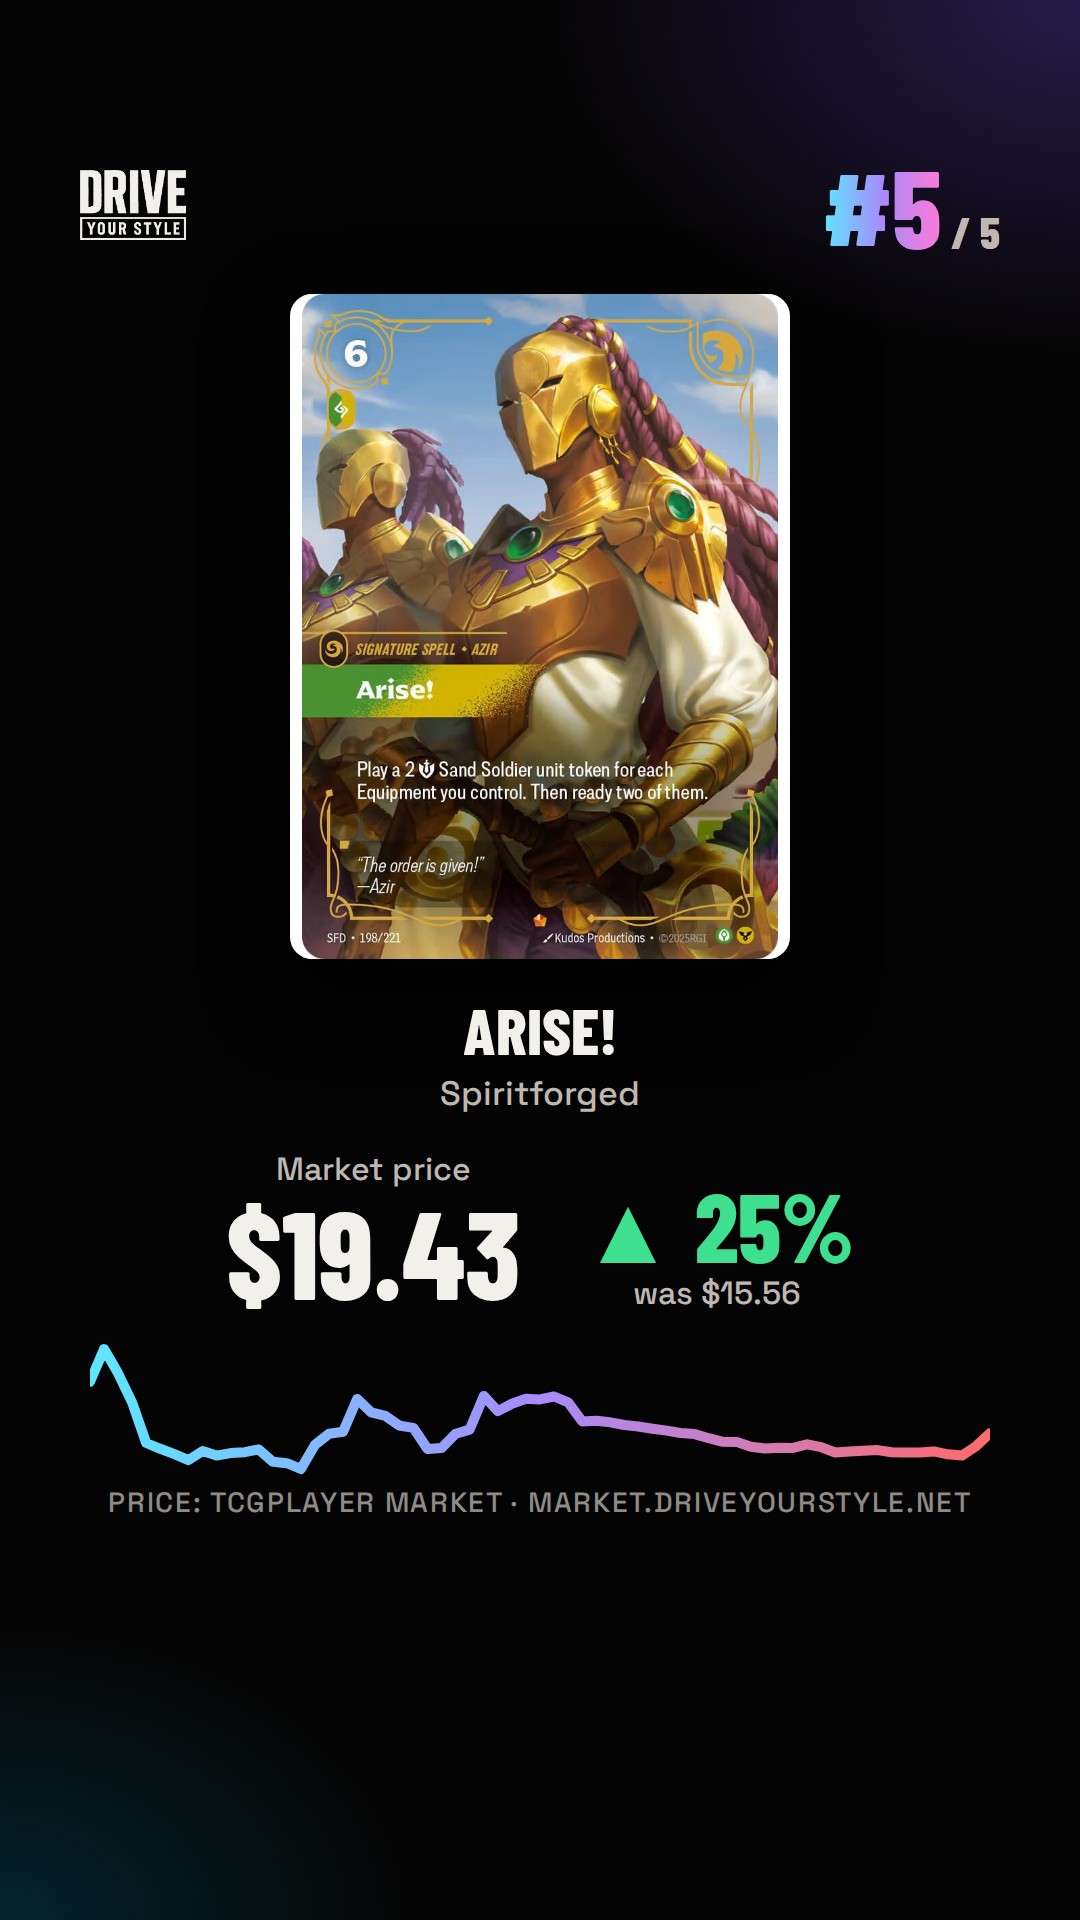 DRIVE
YOUR STYLE
#5 / 5
6
SIGNATURE SPELL • AZIR
Arise!
Play a 2 Sand Soldier unit token for each
Equipment you control. Then ready two of them.
“The order is given!”
—Azir
SFD • 198/221
Kudos Productions • ©2025RGI
ARISE!
Spiritforged
Market price
$19.43
▲ 25%
was $15.56
PRICE: TCGPLAYER MARKET · MARKET.DRIVEYOURSTYLE.NET